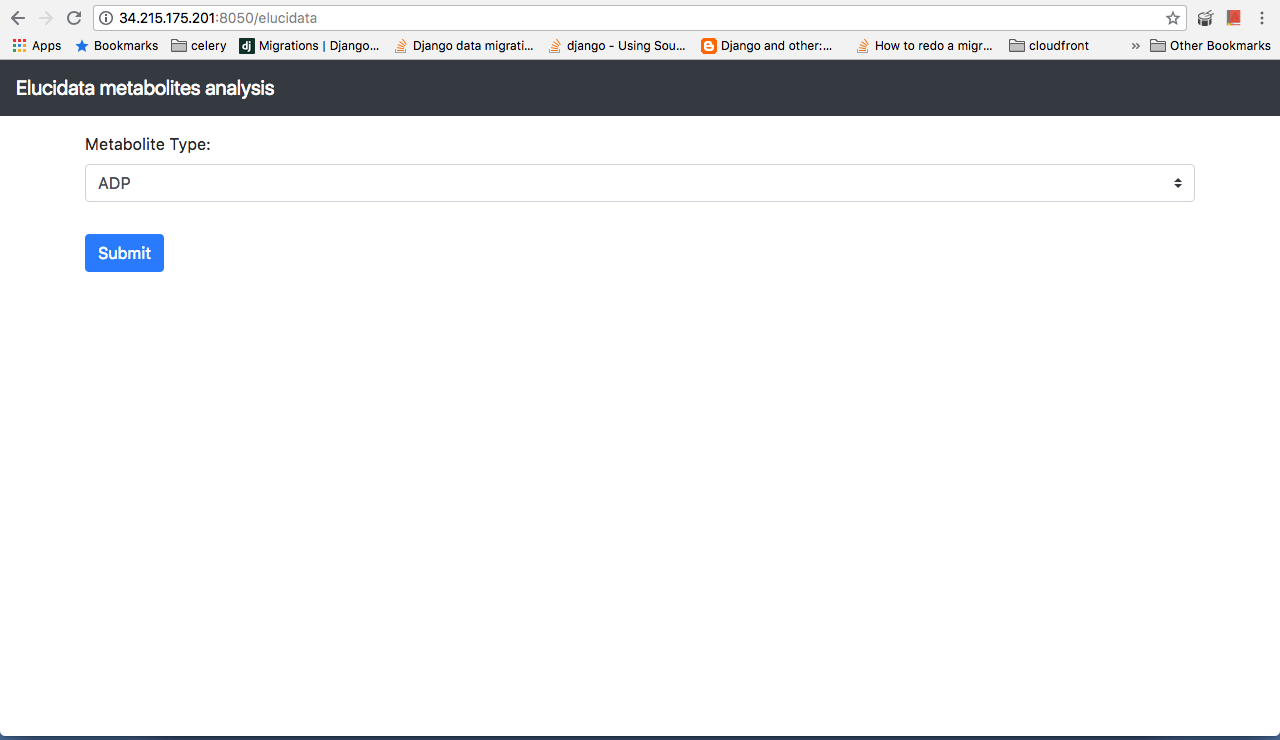 34.215.175.201:8050/elucidata
Apps Bookmarks celery dj Migrations | Django... Django data migrati... django - Using Sou... Django and other:... How to redo a migr... cloudfront » Other Bookmarks
Elucidata metabolites analysis
Metabolite Type:
ADP
Submit